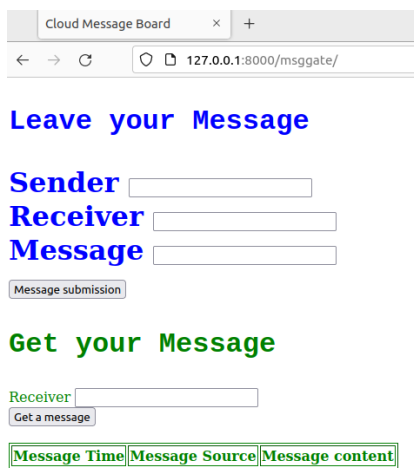 Cloud Message Board × +
127.0.0.1:8000/msggate/
Leave your Message
Sender
Receiver
Message
Message submission
Get your Message
Receiver
Get a message
Message Time Message Source Message content